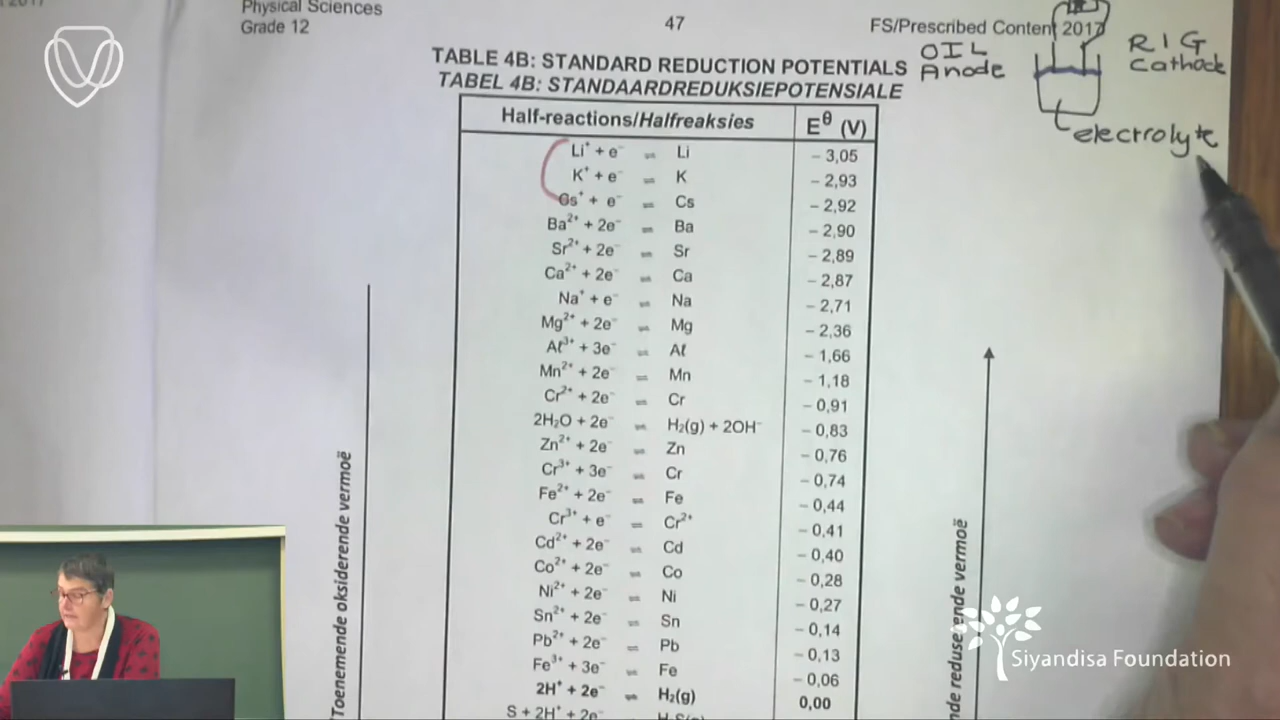 Physical Sciences
Grade 12
47
FS/Prescribed Content 2017
OIL
Anode
RIG
Cathode
electrolyte
TABLE 4B: STANDARD REDUCTION POTENTIALS
TABEL 4B: STANDAARDREDUKSIEPOTENSIALE
Half-reactions/Halfreaksies E^θ (V)
Li⁺ + e⁻ ⇌ Li − 3,05
K⁺ + e⁻ ⇌ K − 2,93
Cs⁺ + e⁻ ⇌ Cs − 2,92
Ba²⁺ + 2e⁻ ⇌ Ba − 2,90
Sr²⁺ + 2e⁻ ⇌ Sr − 2,89
Ca²⁺ + 2e⁻ ⇌ Ca − 2,87
Na⁺ + e⁻ ⇌ Na − 2,71
Mg²⁺ + 2e⁻ ⇌ Mg − 2,36
Aℓ³⁺ + 3e⁻ ⇌ Aℓ − 1,66
Mn²⁺ + 2e⁻ ⇌ Mn − 1,18
Cr²⁺ + 2e⁻ ⇌ Cr − 0,91
2H₂O + 2e⁻ ⇌ H₂(g) + 2OH⁻ − 0,83
Zn²⁺ + 2e⁻ ⇌ Zn − 0,76
Cr³⁺ + 3e⁻ ⇌ Cr − 0,74
Fe²⁺ + 2e⁻ ⇌ Fe − 0,44
Cr³⁺ + e⁻ ⇌ Cr²⁺ − 0,41
Cd²⁺ + 2e⁻ ⇌ Cd − 0,40
Co²⁺ + 2e⁻ ⇌ Co − 0,28
Ni²⁺ + 2e⁻ ⇌ Ni − 0,27
Sn²⁺ + 2e⁻ ⇌ Sn − 0,14
Pb²⁺ + 2e⁻ ⇌ Pb − 0,13
Fe³⁺ + 3e⁻ ⇌ Fe − 0,06
2H⁺ + 2e⁻ ⇌ H₂(g) 0,00
S + 2H⁺ + 2e⁻
Toenemende oksiderende vermoë
vermoë
Siyandisa Foundation